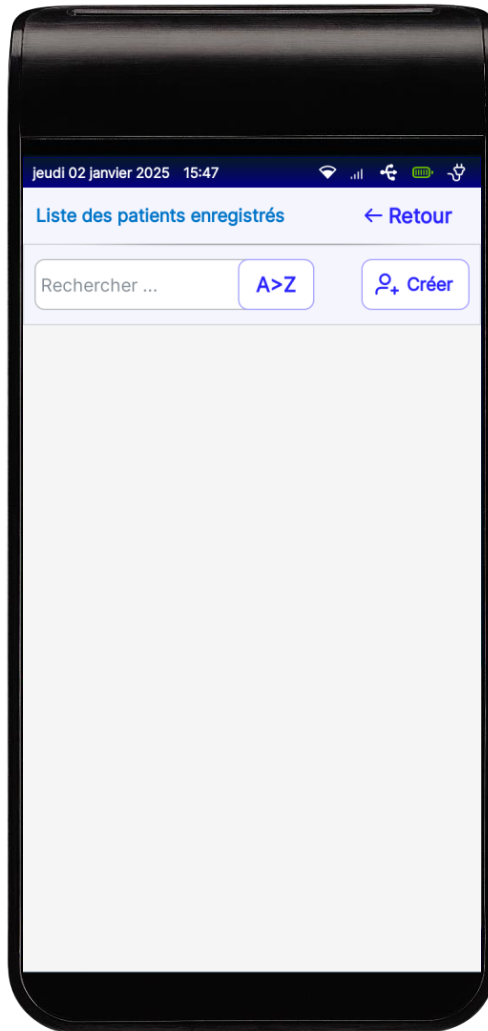 jeudi 02 janvier 2025 15:47
Liste des patients enregistrés ← Retour
Rechercher ... A>Z Créer